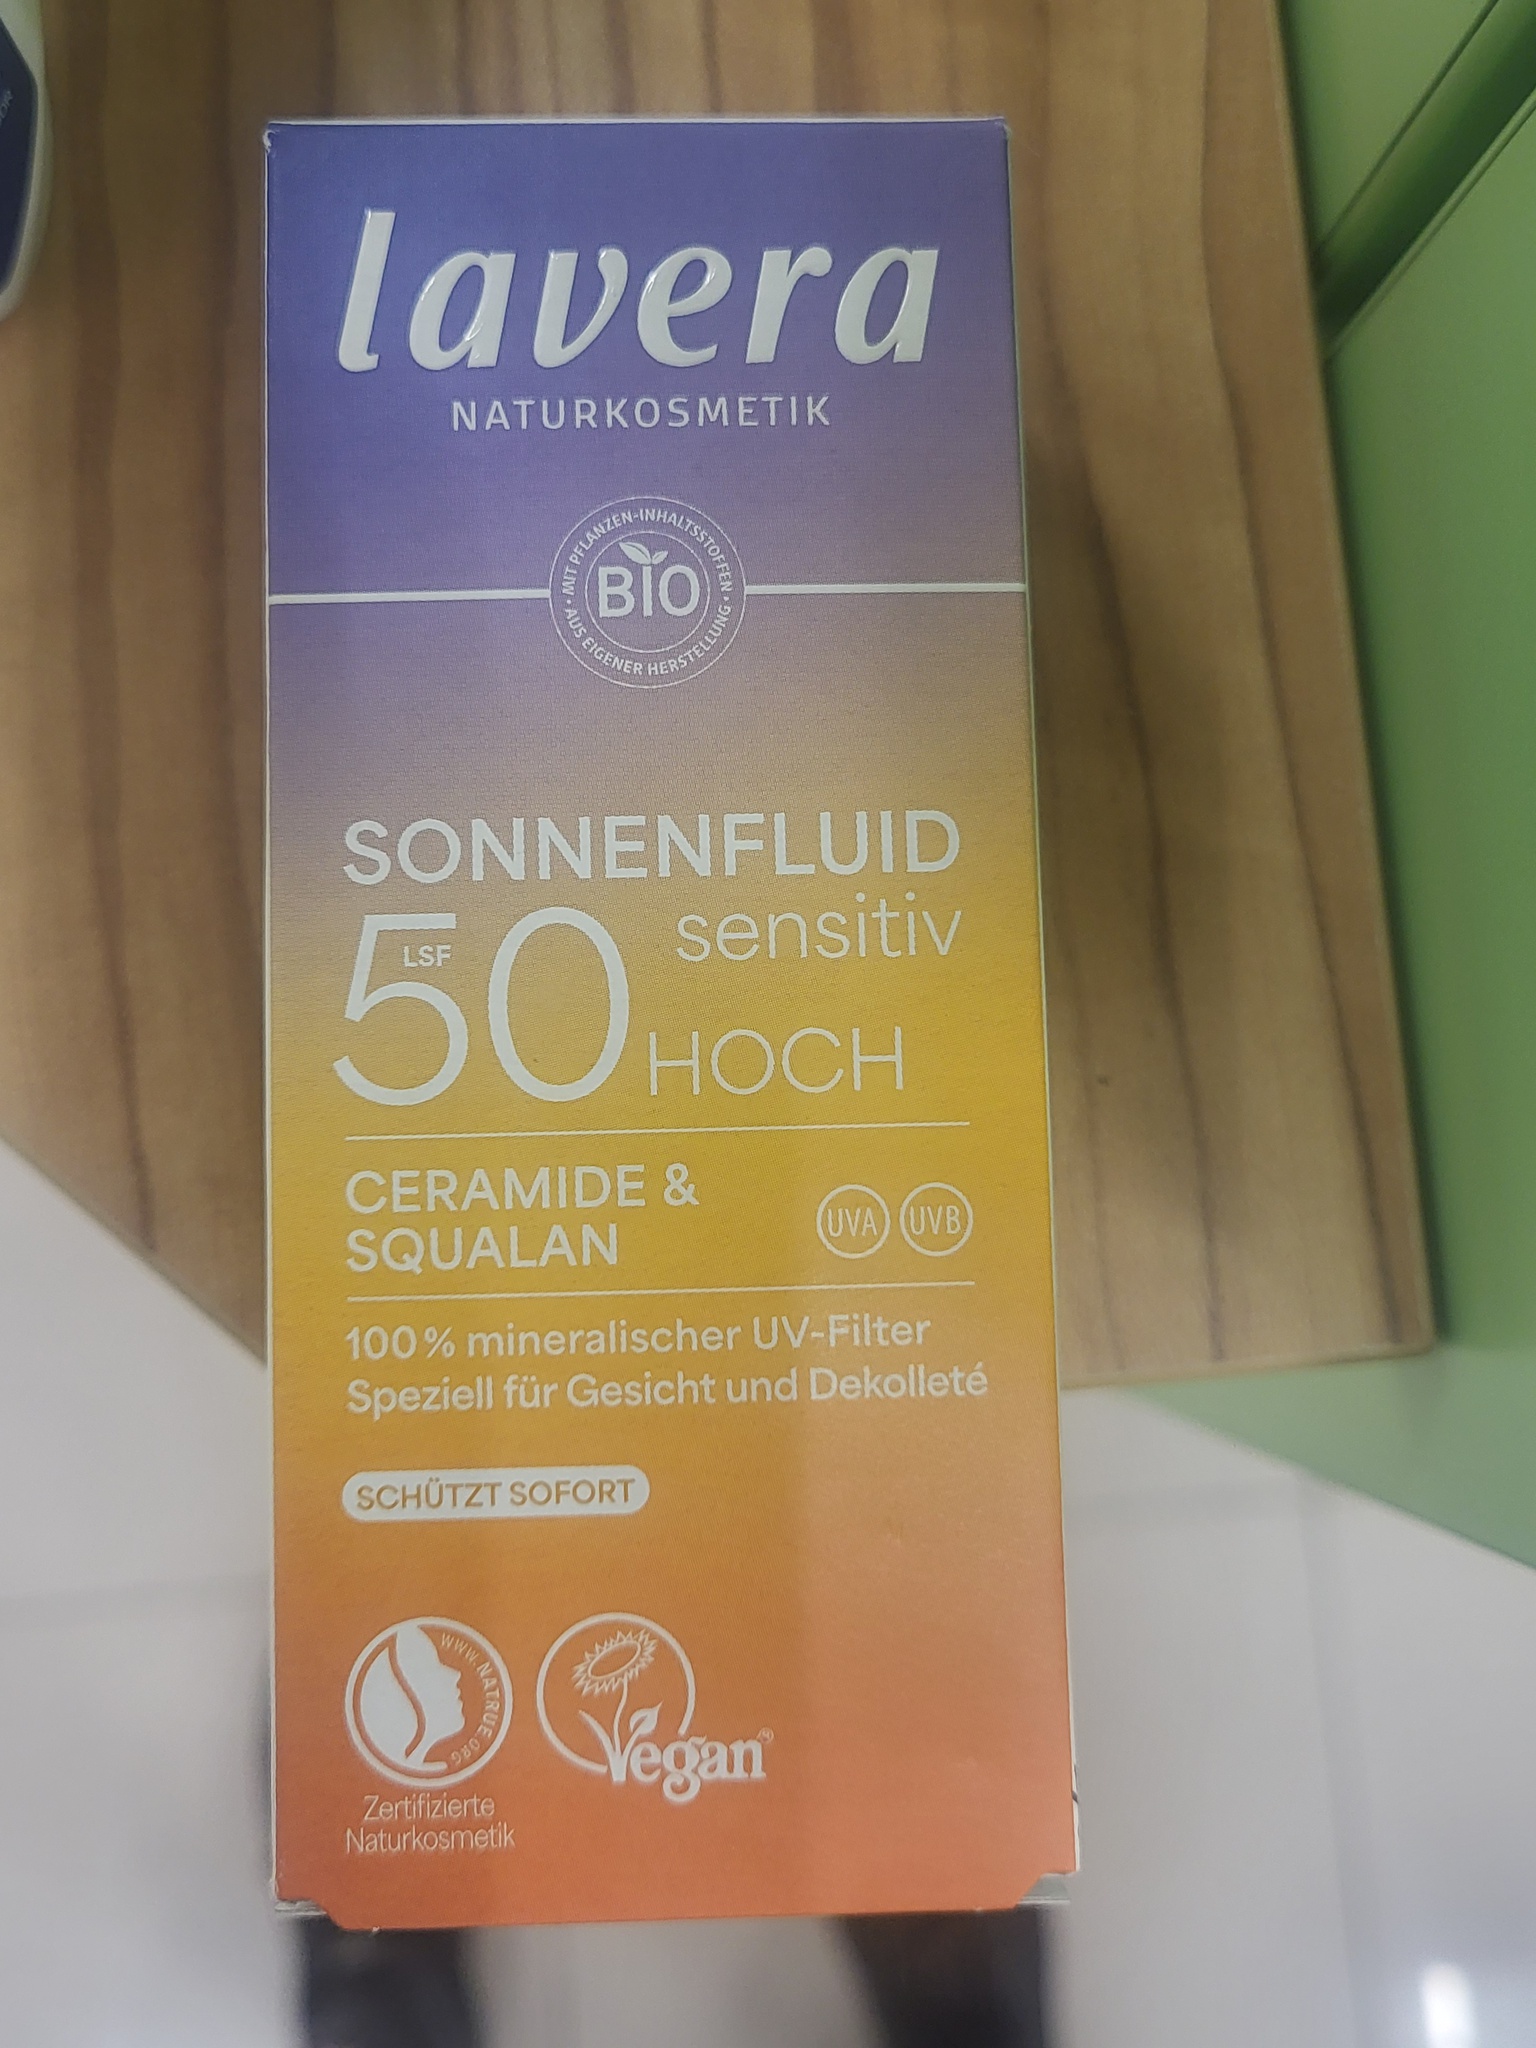 lavera
NATURKOSMETIK
MIT PFLANZEN-INHALTSSTOFFEN
BIO
AUS EIGENER HERSTELLUNG
SONNENFLUID
LSF
50
sensitiv
HOCH
CERAMIDE &
SQUALAN
UVA UVB
100% mineralischer UV-Filter
Speziell für Gesicht und Dekolleté
SCHÜTZT SOFORT
WWW.NATRUE.ORG
Vegan
Zertifizierte
Naturkosmetik